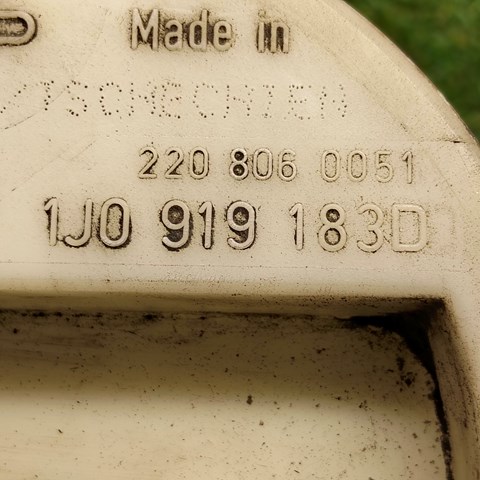 Made in
TSCHECHIEN
220 806 0051
1J0 919 183D